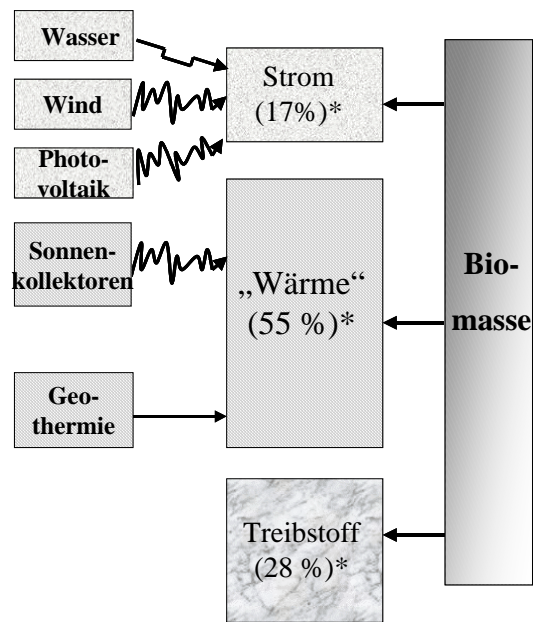 Wasser
Wind
Photo-
voltaik
Sonnen-
kollektoren
Geo-
thermie
Strom
(17%)*
„Wärme“
(55 %)*
Treibstoff
(28 %)*
Bio-
masse